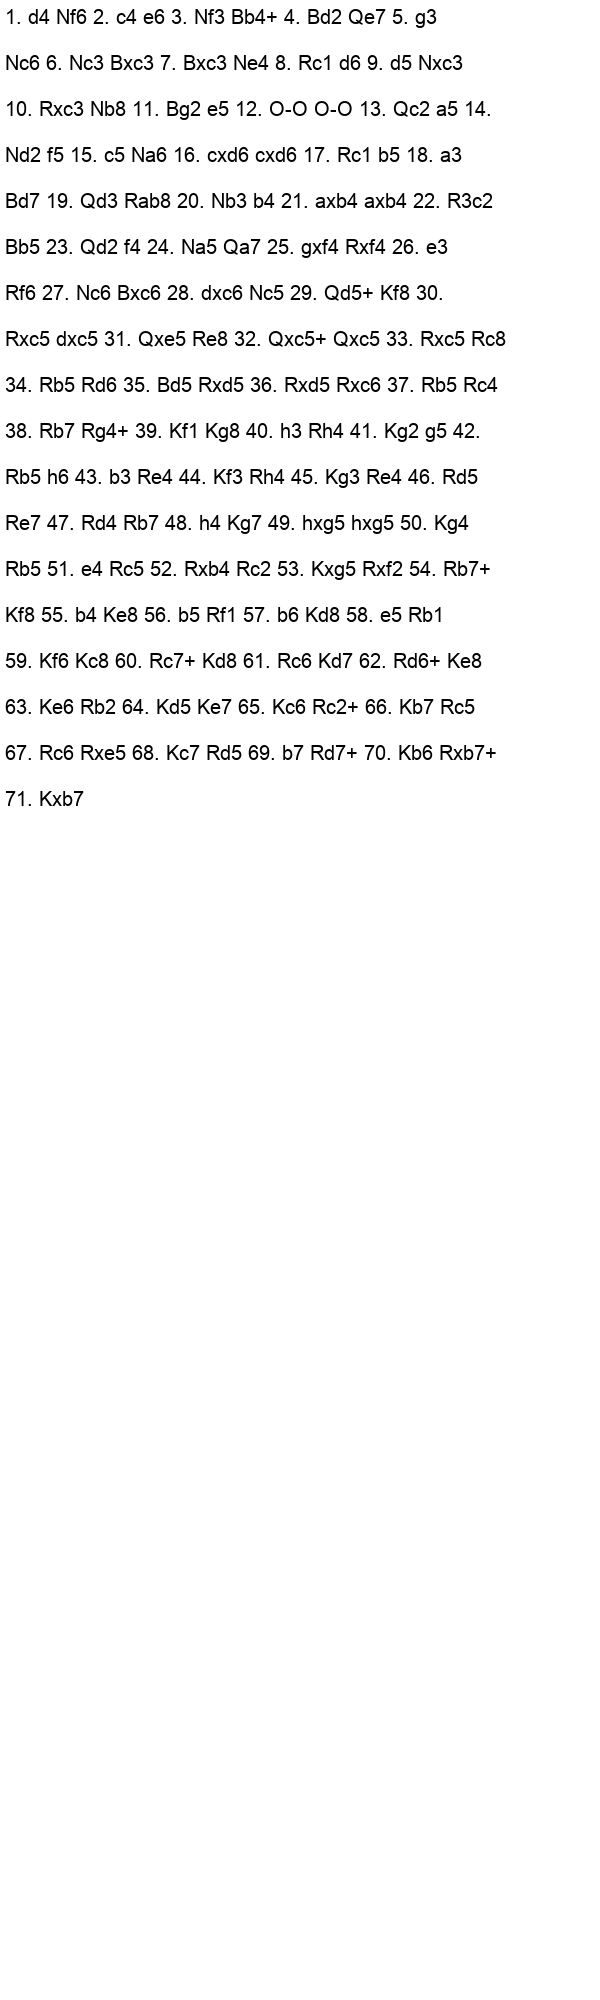 1. d4 Nf6 2. c4 e6 3. Nf3 Bb4+ 4. Bd2 Qe7 5. g3
Nc6 6. Nc3 Bxc3 7. Bxc3 Ne4 8. Rc1 d6 9. d5 Nxc3
10. Rxc3 Nb8 11. Bg2 e5 12. O-O O-O 13. Qc2 a5 14.
Nd2 f5 15. c5 Na6 16. cxd6 cxd6 17. Rc1 b5 18. a3
Bd7 19. Qd3 Rab8 20. Nb3 b4 21. axb4 axb4 22. R3c2
Bb5 23. Qd2 f4 24. Na5 Qa7 25. gxf4 Rxf4 26. e3
Rf6 27. Nc6 Bxc6 28. dxc6 Nc5 29. Qd5+ Kf8 30.
Rxc5 dxc5 31. Qxe5 Re8 32. Qxc5+ Qxc5 33. Rxc5 Rc8
34. Rb5 Rd6 35. Bd5 Rxd5 36. Rxd5 Rxc6 37. Rb5 Rc4
38. Rb7 Rg4+ 39. Kf1 Kg8 40. h3 Rh4 41. Kg2 g5 42.
Rb5 h6 43. b3 Re4 44. Kf3 Rh4 45. Kg3 Re4 46. Rd5
Re7 47. Rd4 Rb7 48. h4 Kg7 49. hxg5 hxg5 50. Kg4
Rb5 51. e4 Rc5 52. Rxb4 Rc2 53. Kxg5 Rxf2 54. Rb7+
Kf8 55. b4 Ke8 56. b5 Rf1 57. b6 Kd8 58. e5 Rb1
59. Kf6 Kc8 60. Rc7+ Kd8 61. Rc6 Kd7 62. Rd6+ Ke8
63. Ke6 Rb2 64. Kd5 Ke7 65. Kc6 Rc2+ 66. Kb7 Rc5
67. Rc6 Rxe5 68. Kc7 Rd5 69. b7 Rd7+ 70. Kb6 Rxb7+
71. Kxb7